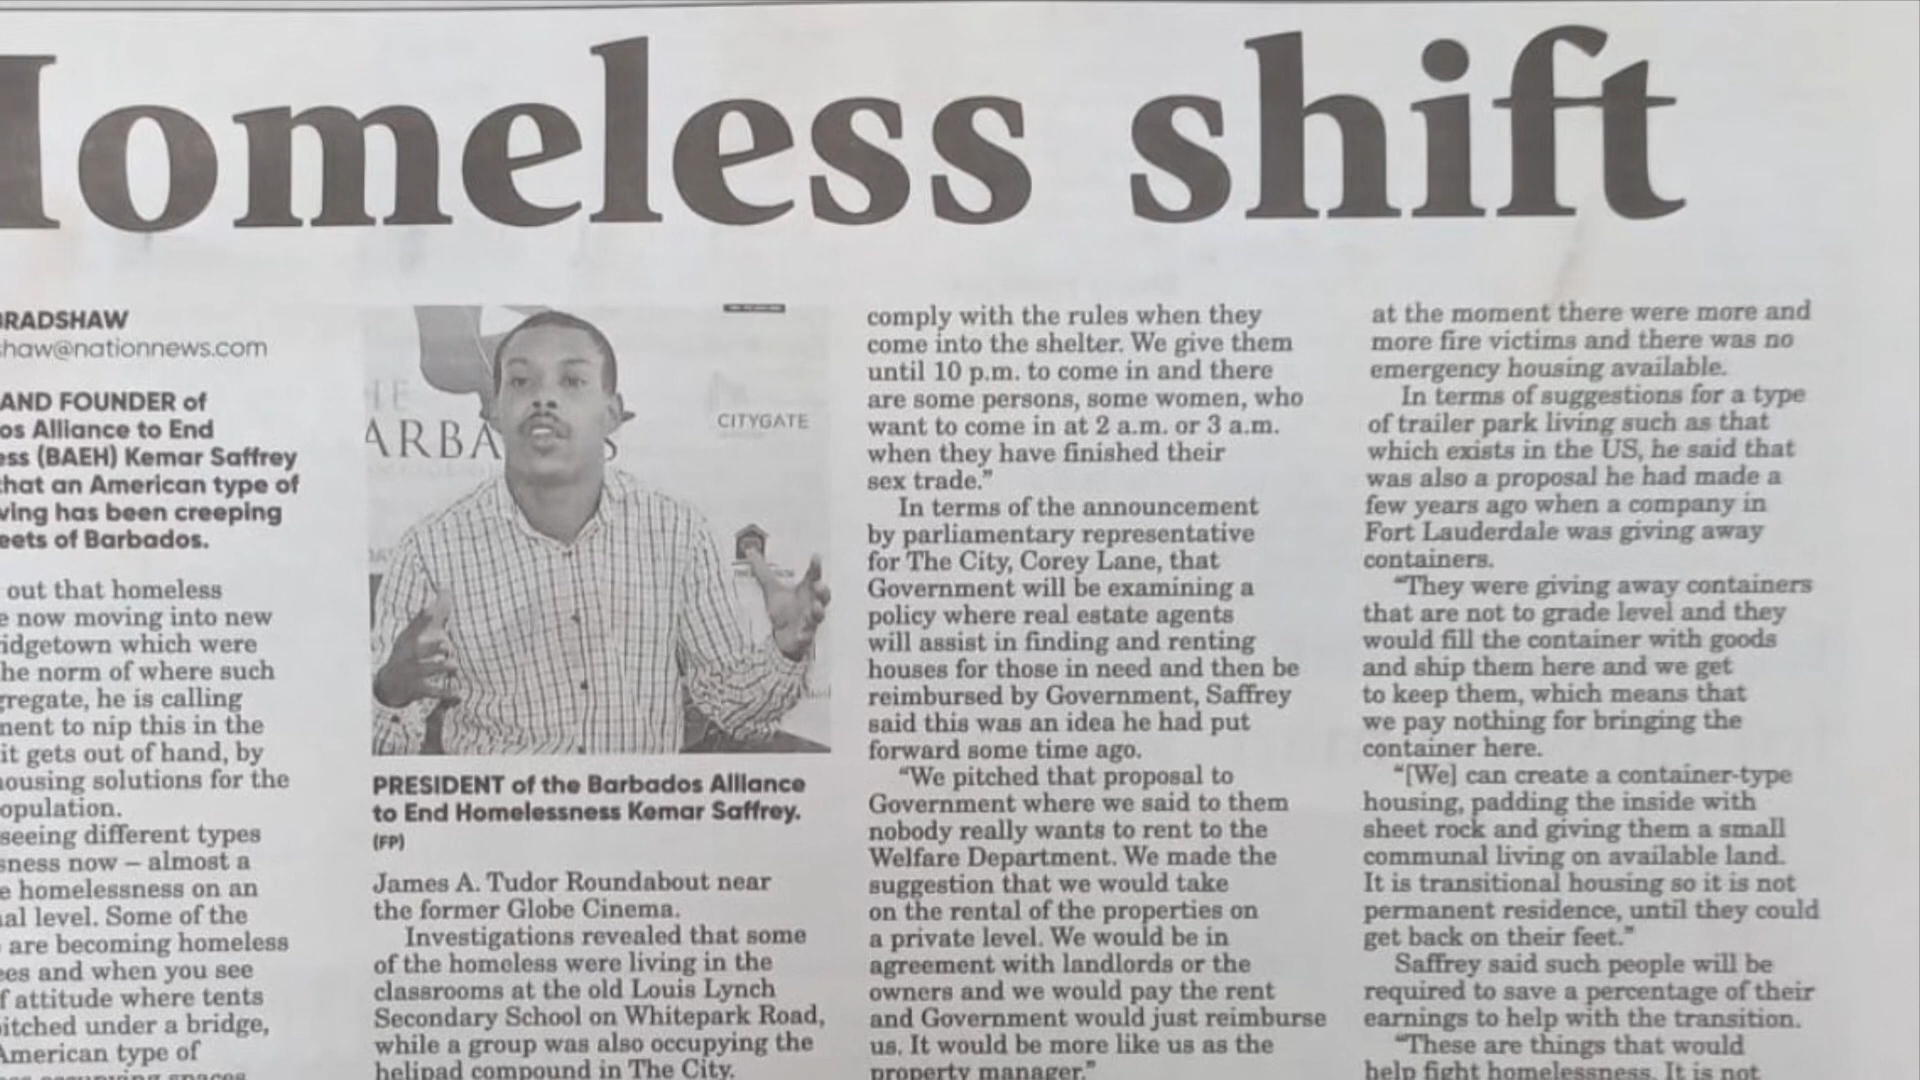 Homeless shift
BRADSHAW
shaw@nationnews.com
AND FOUNDER of
os Alliance to End
ess (BAEH) Kemar Saffrey
that an American type of
ving has been creeping
eets of Barbados.
out that homeless
e now moving into new
idgetown which were
he norm of where such
gregate, he is calling
ment to nip this in the
it gets out of hand, by
housing solutions for the
opulation.
seeing different types
sness now – almost a
e homelessness on an
al level. Some of the
are becoming homeless
ees and when you see
f attitude where tents
pitched under a bridge,
American type of
spaces
ARBA S
CITYGATE
PRESIDENT of the Barbados Alliance
to End Homelessness Kemar Saffrey.
(FP)
James A. Tudor Roundabout near
the former Globe Cinema.
Investigations revealed that some
of the homeless were living in the
classrooms at the old Louis Lynch
Secondary School on Whitepark Road,
while a group was also occupying the
helipad compound in The City.
comply with the rules when they
come into the shelter. We give them
until 10 p.m. to come in and there
are some persons, some women, who
want to come in at 2 a.m. or 3 a.m.
when they have finished their
sex trade.”
In terms of the announcement
by parliamentary representative
for The City, Corey Lane, that
Government will be examining a
policy where real estate agents
will assist in finding and renting
houses for those in need and then be
reimbursed by Government, Saffrey
said this was an idea he had put
forward some time ago.
“We pitched that proposal to
Government where we said to them
nobody really wants to rent to the
Welfare Department. We made the
suggestion that we would take
on the rental of the properties on
a private level. We would be in
agreement with landlords or the
owners and we would pay the rent
and Government would just reimburse
us. It would be more like us as the
property manager.”
at the moment there were more and
more fire victims and there was no
emergency housing available.
In terms of suggestions for a type
of trailer park living such as that
which exists in the US, he said that
was also a proposal he had made a
few years ago when a company in
Fort Lauderdale was giving away
containers.
“They were giving away containers
that are not to grade level and they
would fill the container with goods
and ship them here and we get
to keep them, which means that
we pay nothing for bringing the
container here.
“[We] can create a container-type
housing, padding the inside with
sheet rock and giving them a small
communal living on available land.
It is transitional housing so it is not
permanent residence, until they could
get back on their feet.”
Saffrey said such people will be
required to save a percentage of their
earnings to help with the transition.
“These are things that would
help fight homelessness. It is not